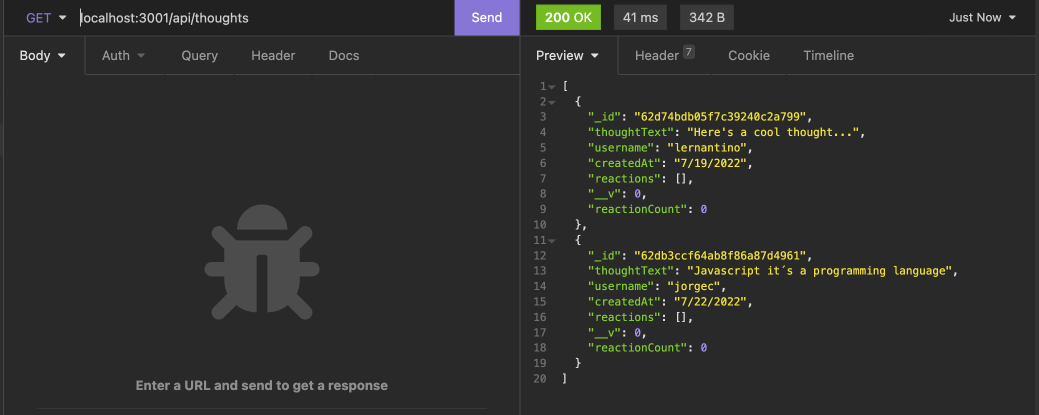 GET localhost:3001/api/thoughts Send 200 OK 41 ms 342 B Just Now
Body Auth Query Header Docs Preview Header 7 Cookie Timeline
1 [
2 {
3 "_id": "62d74bdb05f7c39240c2a799",
4 "thoughtText": "Here's a cool thought...",
5 "username": "lernantino",
6 "createdAt": "7/19/2022",
7 "reactions": [],
8 "__v": 0,
9 "reactionCount": 0
10 },
11 {
12 "_id": "62db3ccf64ab8f86a87d4961",
13 "thoughtText": "Javascript it´s a programming language",
14 "username": "jorgec",
15 "createdAt": "7/22/2022",
16 "reactions": [],
17 "__v": 0,
18 "reactionCount": 0
19 }
20 ]
Enter a URL and send to get a response